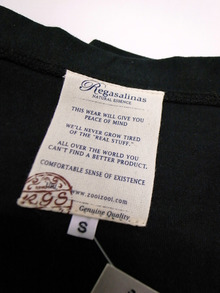 Regasalinas
NATURAL ESSENCE
THIS WEAR WILL GIVE YOU
PEACE OF MIND
WE'LL NEVER GROW TIRED
OF THE "REAL STUFF."
ALL OVER THE WORLD YOU
CAN'T FIND A BETTER PRODUCT.
COMFORTABLE SENSE OF EXISTENCE
www.zooizooi.com
Genuine Quality
S